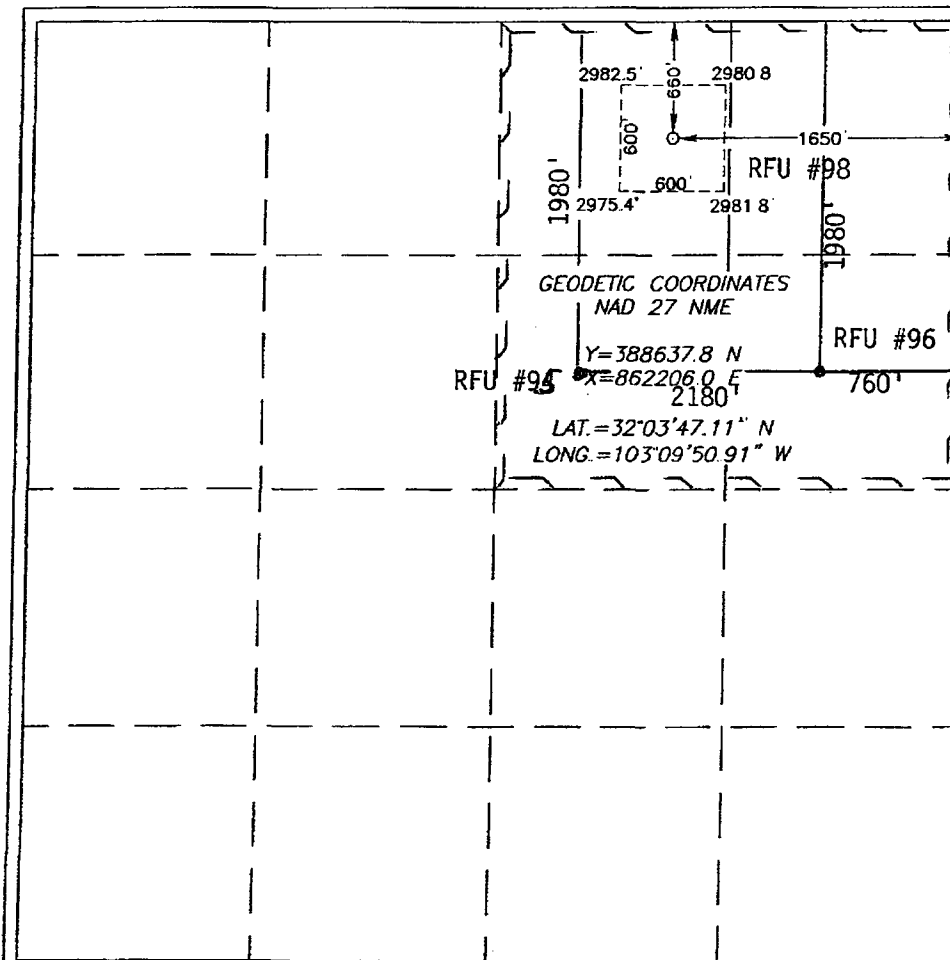 2982.5'
2980 8
660'
600'
1650'
RFU #98
600'
1980'
2975.4'
2981 8'
1980'
GEODETIC COORDINATES
NAD 27 NME
RFU #96
Y=388637.8 N
X=862206.0 E
RFU
2180'
760'
LAT.=32°03'47.11" N
LONG.=103°09'50.91" W